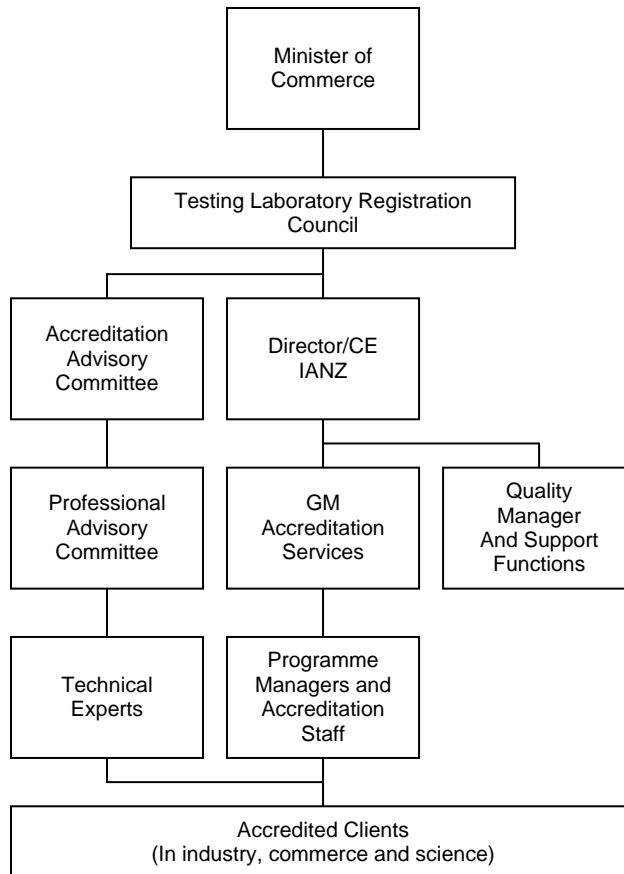 Minister of
Commerce
Testing Laboratory Registration
Council
Accreditation
Advisory
Committee
Director/CE
IANZ
Professional
Advisory
Committee
GM
Accreditation
Services
Quality
Manager
And Support
Functions
Technical
Experts
Programme
Managers and
Accreditation
Staff
Accredited Clients
(In industry, commerce and science)